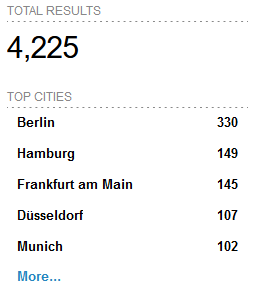 TOTAL RESULTS
4,225
TOP CITIES
Berlin 330
Hamburg 149
Frankfurt am Main 145
Düsseldorf 107
Munich 102
More...